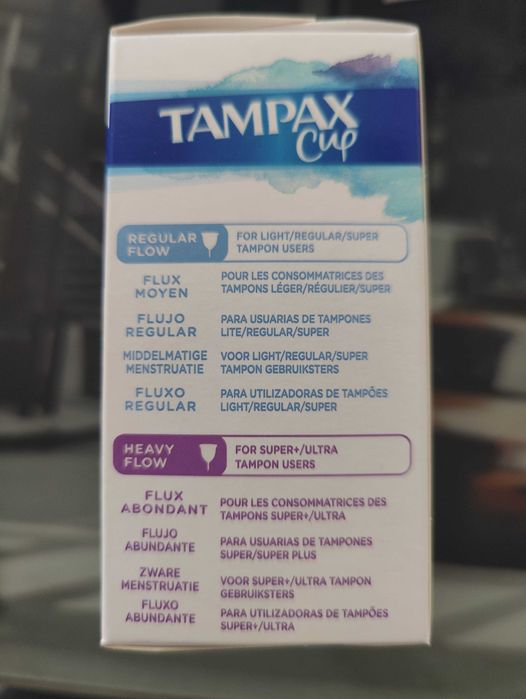 TAMPAX
Cup
REGULAR
FLOW
FOR LIGHT/REGULAR/SUPER
TAMPON USERS
FLUX
MOYEN
POUR LES CONSOMMATRICES DES
TAMPONS LÉGER/RÉGULIER/SUPER
FLUJO
REGULAR
PARA USUARIAS DE TAMPONES
LITE/REGULAR/SUPER
MIDDELMATIGE
MENSTRUATIE
VOOR LIGHT/REGULAR/SUPER
TAMPON GEBRUIKSTERS
FLUXO
REGULAR
PARA UTILIZADORAS DE TAMPÕES
LIGHT/REGULAR/SUPER
HEAVY
FLOW
FOR SUPER+/ULTRA
TAMPON USERS
FLUX
ABONDANT
POUR LES CONSOMMATRICES DES
TAMPONS SUPER+/ULTRA
FLUJO
ABUNDANTE
PARA USUARIAS DE TAMPONES
SUPER/SUPER PLUS
ZWARE
MENSTRUATIE
VOOR SUPER+/ULTRA TAMPON
GEBRUIKSTERS
FLUXO
ABUNDANTE
PARA UTILIZADORAS DE TAMPÕES
SUPER+/ULTRA